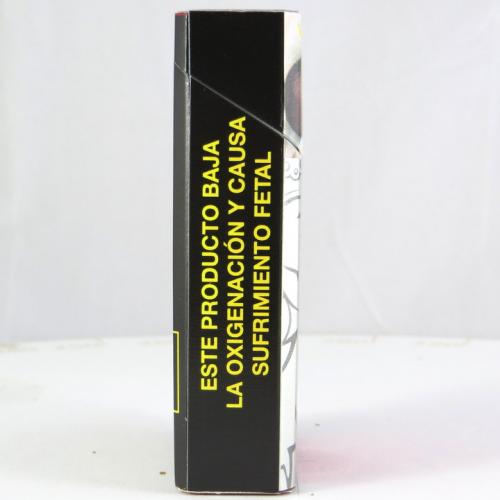 ESTE PRODUCTO BAJA
LA OXIGENACIÓN Y CAUSA
SUFRIMIENTO FETAL